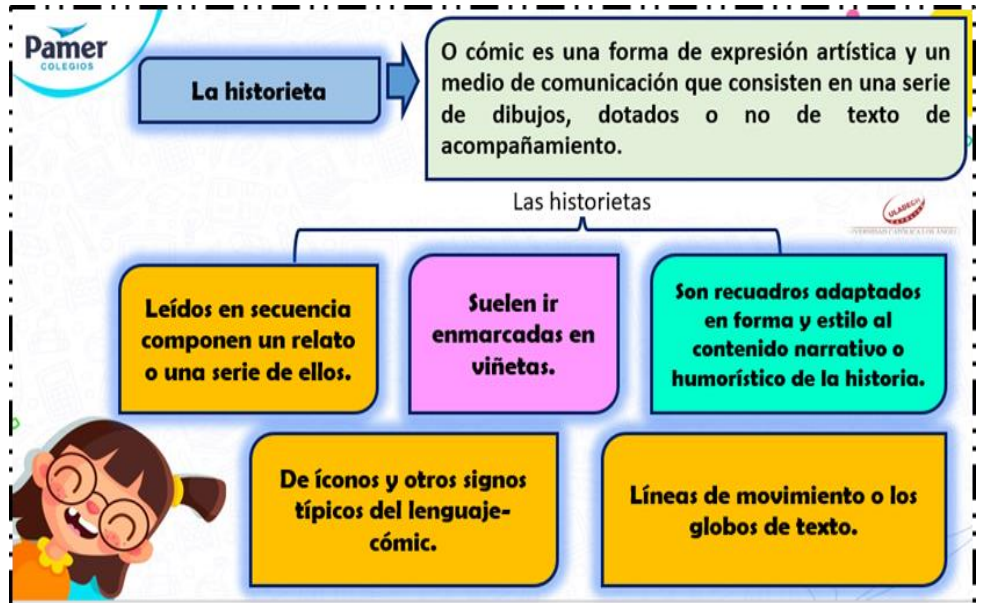 Pamer
COLEGIOS
La historieta
O cómic es una forma de expresión artística y un
medio de comunicación que consisten en una serie
de dibujos, dotados o no de texto de
acompañamiento.
Las historietas
ULADECH
Leídos en secuencia
componen un relato
o una serie de ellos.
Suelen ir
enmarcadas en
viñetas.
Son recuadros adaptados
en forma y estilo al
contenido narrativo o
humorístico de la historia.
De íconos y otros signos
típicos del lenguaje-
cómic.
Líneas de movimiento o los
globos de texto.